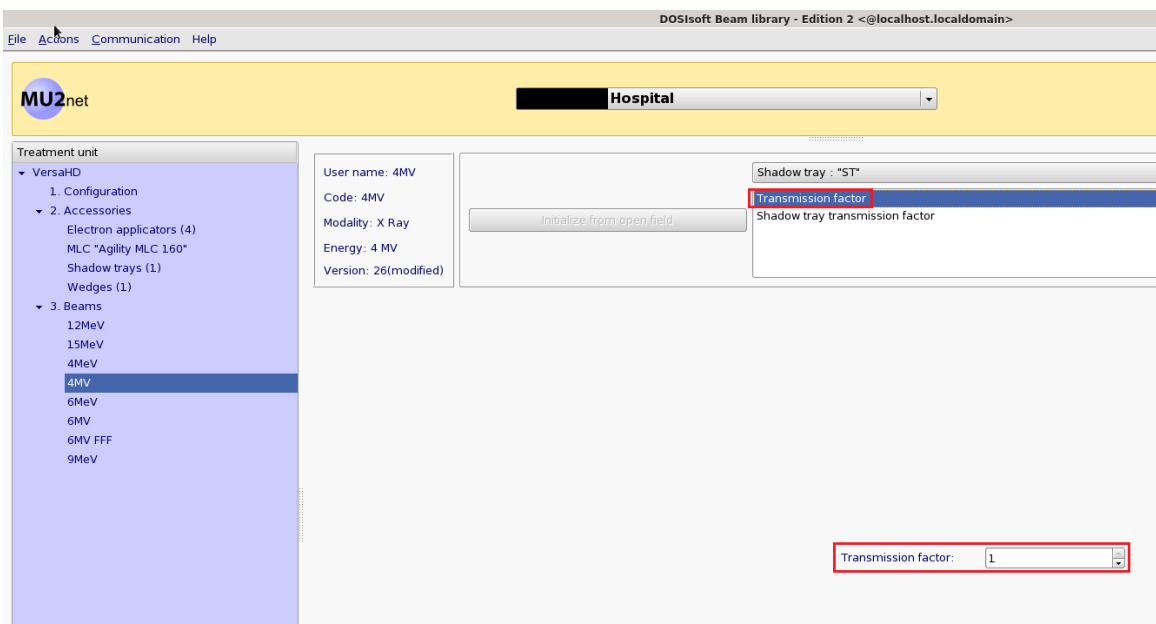 DOSIsoft Beam library - Edition 2 <@localhost.localdomain>
File Actions Communication Help
MU2net
Hospital
Treatment unit
VersaHD
1. Configuration
2. Accessories
Electron applicators (4)
MLC "Agility MLC 160"
Shadow trays (1)
Wedges (1)
3. Beams
12MeV
15MeV
4MeV
4MV
6MeV
6MV
6MV FFF
9MeV
User name: 4MV
Code: 4MV
Modality: X Ray
Energy: 4 MV
Version: 26(modified)
Initialize from open field
Shadow tray : "ST"
Transmission factor
Shadow tray transmission factor
Transmission factor: 1